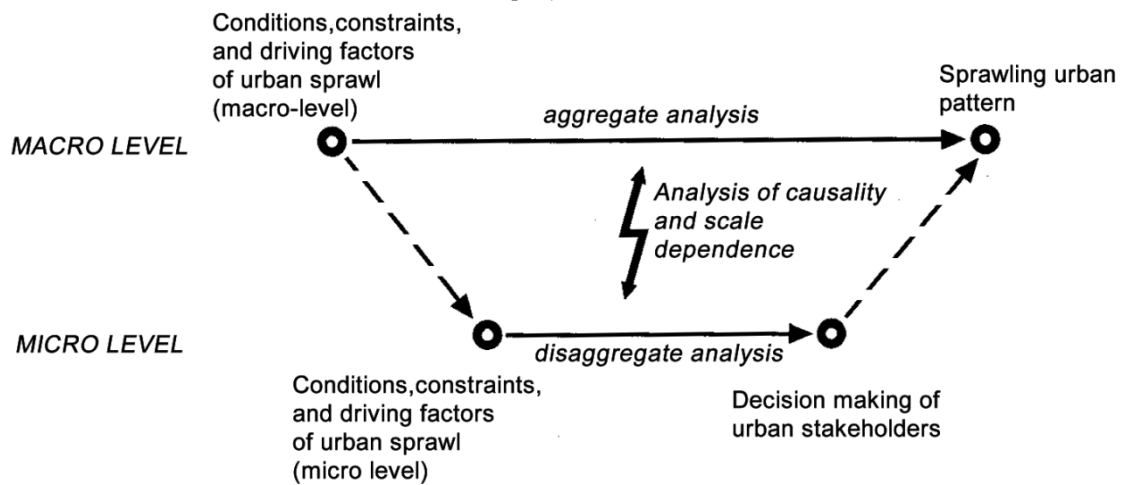 Conditions,constraints,
and driving factors
of urban sprawl
(macro-level)
Sprawling urban
pattern
aggregate analysis
MACRO LEVEL
Analysis of causality
and scale
dependence
MICRO LEVEL
disaggregate analysis
Conditions,constraints,
and driving factors
of urban sprawl
(micro level)
Decision making of
urban stakeholders